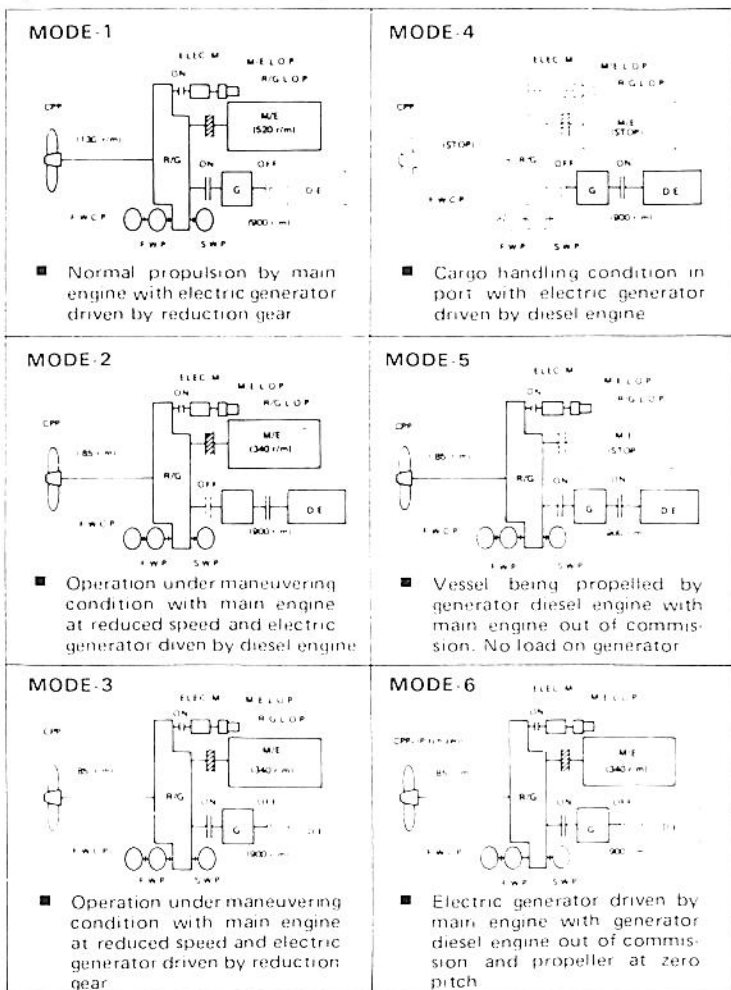 MODE-1
ELEC M
M/E L O P
ON
R/G L O P
CPP
M/E
(520 r/m)
R/G
ON
OFF
G
D E
F W C P
F W P
S W P
■ Normal propulsion by main
engine with electric generator
driven by reduction gear
MODE-2
ELEC M
M E L O P
ON
R/G L O P
CPP
M/E
(340 r/m)
R/G
OFF
D E
F W C P
F W P
S W P
■ Operation under maneuvering
condition with main engine
at reduced speed and electric
generator diven by diesel engine
MODE-3
ELEC M
M E L O P
ON
R G L O P
CPP
M/E
(340 r/m)
R/G
ON
OFF
G
F W C P
F W P
S W P
■ Operation under maneuvering
condition with main engine
at reduced speed and electric
generator driven by reduction
gear
MODE-4
ELEC M
M/E L O P
R/G L O P
CPP
M/E
(STOP)
(STOP)
R/G
OFF
ON
G
D E
F W C P
F W P
S W P
■ Cargo handling condition in
port with electric generator
driven by diesel engine
MODE-5
ELEC M
M E L O P
ON
R/G L O P
CPP
M/E
STOP
R/G
ON
ON
G
D E
F W C P
F W P
S W P
■ Vessel being propelled by
generator diesel engine with
main engine out of commis-
sion. No load on generator
MODE-6
ELEC M
M E L O P
ON
R G L O P
M/E
(340 r/m)
R/G
ON
OFF
G
F W C P
F W P
S W P
■ Electric generator driven by
main engine with generator
diesel engine out of commis-
sion and propeller at zero
pitch